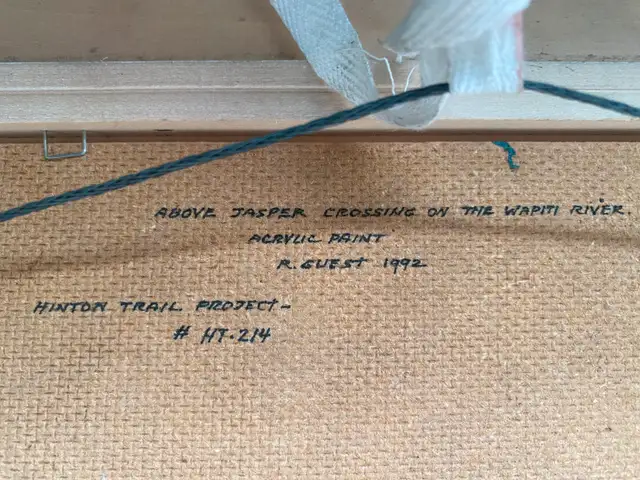 ABOVE JASPER CROSSING ON THE WAPITI RIVER.
ACRYLIC PAINT
R. GUEST 1992
HINTON TRAIL PROJECT -
# HT. 214